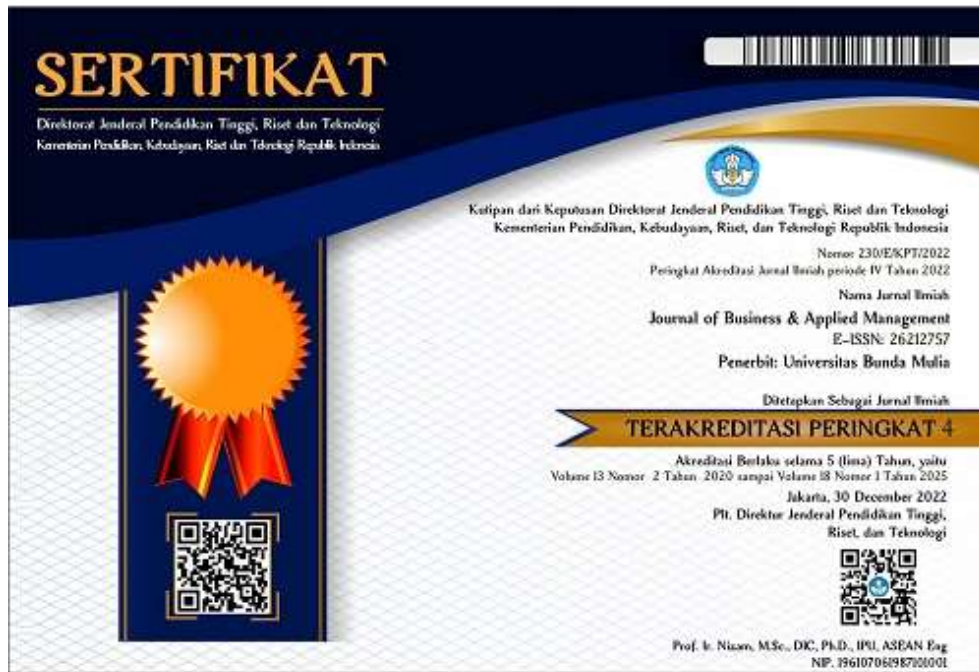 SERTIFIKAT
Direktorat Jenderal Pendidikan Tinggi, Riset dan Teknologi
Kementerian Pendidikan, Kebudayaan, Riset dan Teknologi Republik Indonesia
Kutipan dari Keputusan Direktorat Jenderal Pendidikan Tinggi, Riset dan Teknologi
Kementerian Pendidikan, Kebudayaan, Riset, dan Teknologi Republik Indonesia
Nomor 230/E/KPT/2022
Peringkat Akreditasi Jurnal Ilmiah periode IV Tahun 2022
Nama Jurnal Ilmiah
Journal of Business & Applied Management
E-ISSN: 26212757
Penerbit: Universitas Bunda Mulia
Ditetapkan Sebagai Jurnal Ilmiah
TERAKREDITASI PERINGKAT 4
Akreditasi Berlaku selama 5 (lima) Tahun, yaitu
Volume 13 Nomor 2 Tahun 2020 sampai Volume 18 Nomor 1 Tahun 2025
Jakarta, 30 December 2022
Plt. Direktur Jenderal Pendidikan Tinggi,
Riset, dan Teknologi
Prof. Ir. Nizam, M.Sc., DIC, Ph.D., IPU, ASEAN Eng
NIP. 196107061987101001